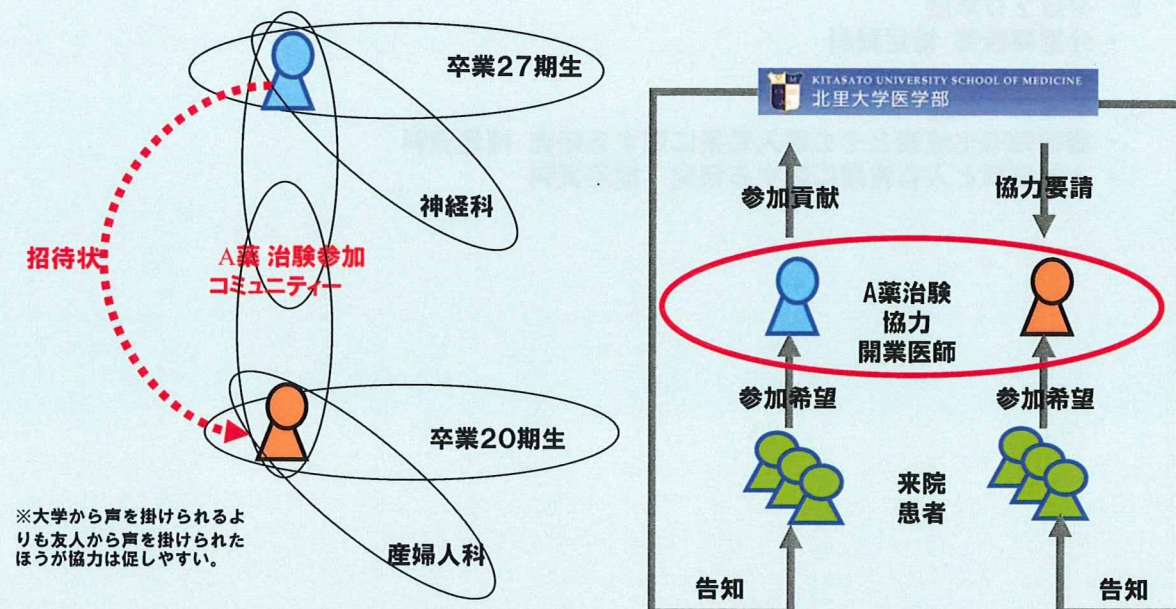 卒業27期生
神経科
招待状
A薬 治験参加
コミュニティー
卒業20期生
産婦人科
※大学から声を掛けられるよ
りも友人から声を掛けられた
ほうが協力は促しやすい。
KITASATO UNIVERSITY SCHOOL OF MEDICINE
北里大学医学部
参加貢献
協力要請
A薬治験
協力
開業医師
参加希望
参加希望
来院
患者
告知
告知